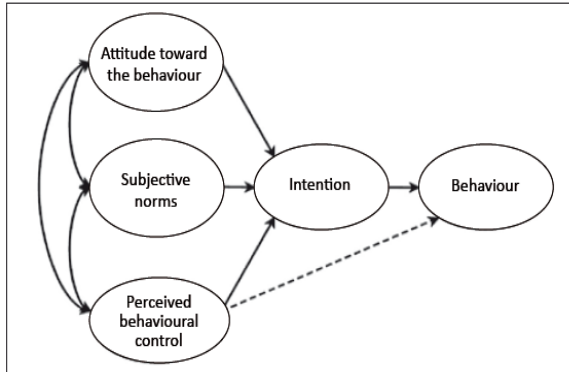 Attitude toward
the behaviour
Subjective
norms
Intention
Behaviour
Perceived
behavioural
control